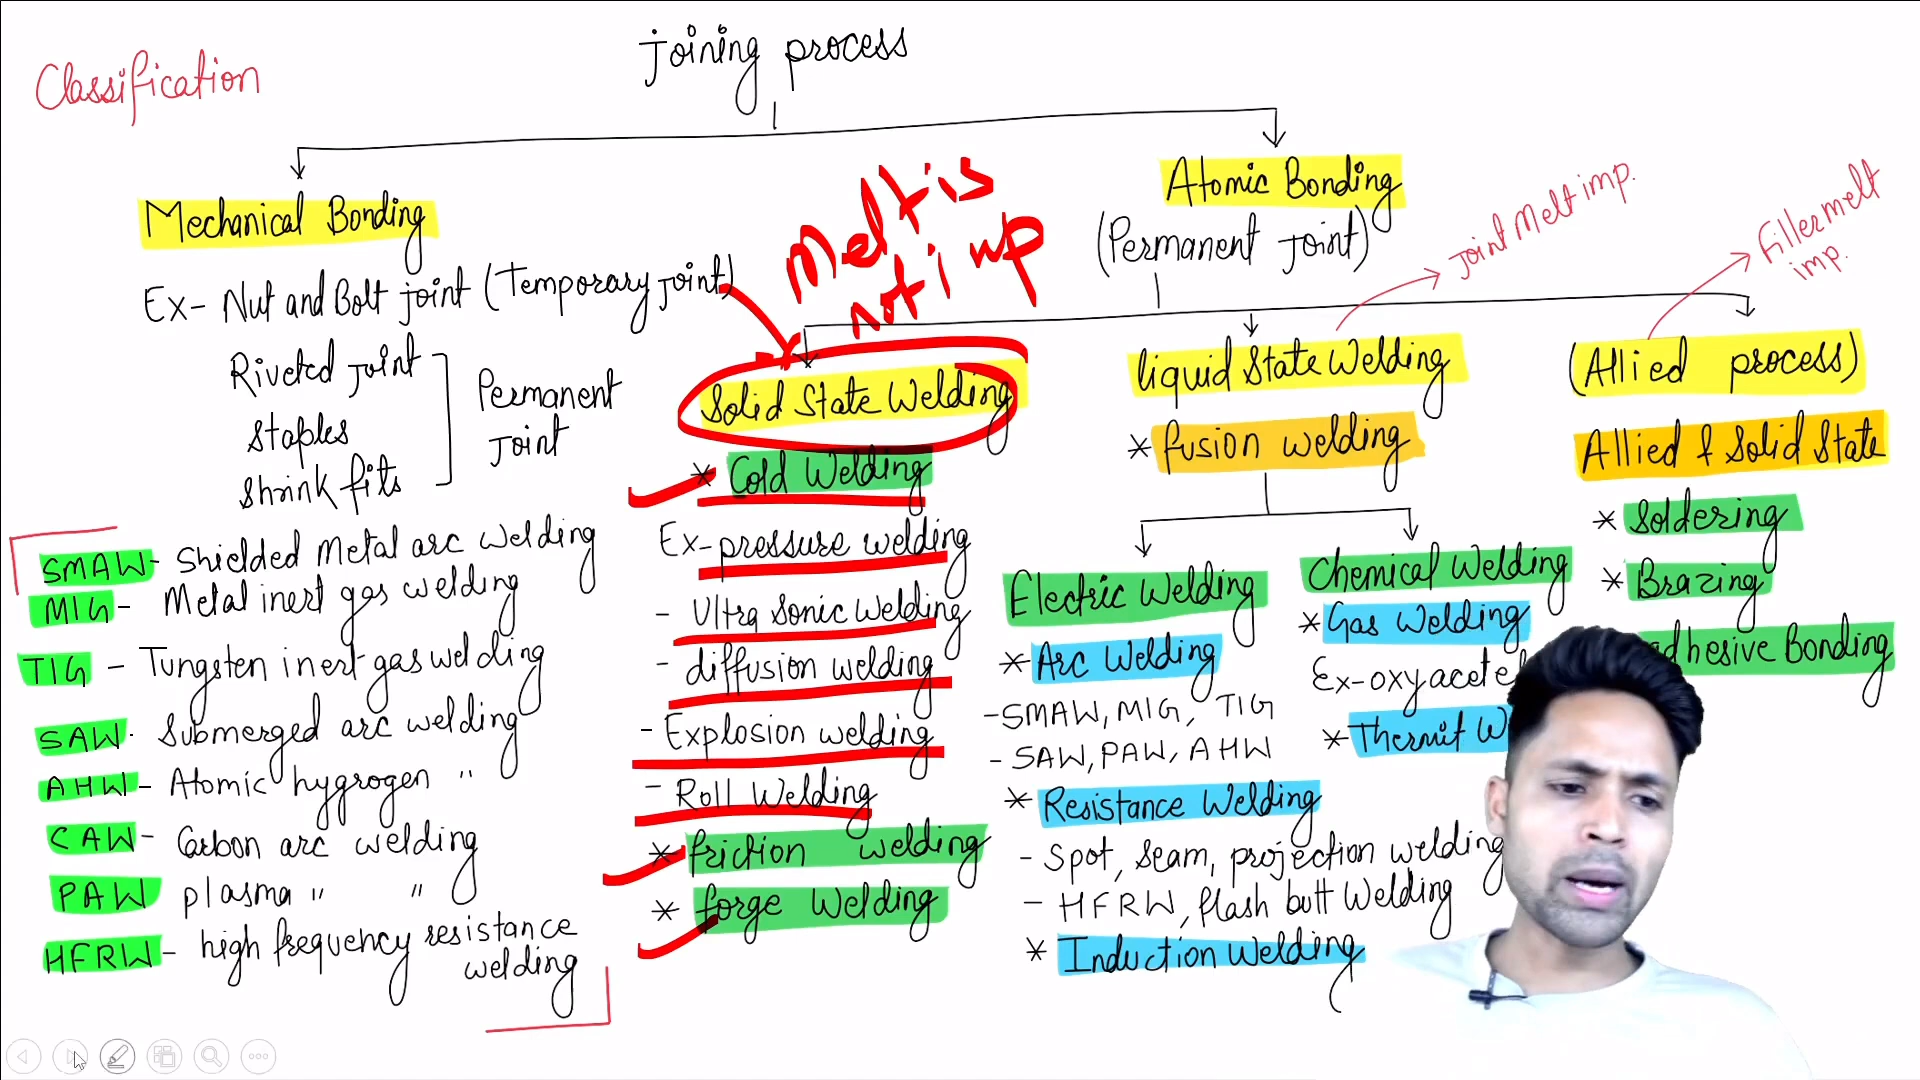 Classification
joining process
Mechanical Bonding
Ex- Nut and Bolt joint (Temporary joint)
Riveted joint
Staples
Shrink fits
Permanent
Joint
SMAW- Shielded Metal arc welding
MIG- Metal inert gas welding
TIG - Tungsten inert gas welding
SAW- Submerged arc welding
AHW- Atomic hygrogen "
CAW- Carbon arc welding
PAW plasma " "
HFRW- high frequency resistance
welding
Melt is
not imp
Atomic Bonding
(Permanent joint)
Solid State Welding
* Cold Welding
Ex- pressure welding
- Ultra Sonic Welding
- diffusion welding
- Explosion welding
- Roll Welding
* friction welding
* forge Welding
Joint Melt imp.
liquid State Welding
* fusion welding
Electric Welding
* Arc Welding
- SMAW, MIG, TIG
- SAW, PAW, AHW
* Resistance Welding
- Spot, Seam, projection welding
- HFRW, flash butt Welding
* Induction Welding
Chemical Welding
* Gas Welding
Ex- oxyacete
* Thermit W
Filler melt
imp.
(Allied process)
Allied & Solid State
* Soldering
* Brazing
adhesive Bonding